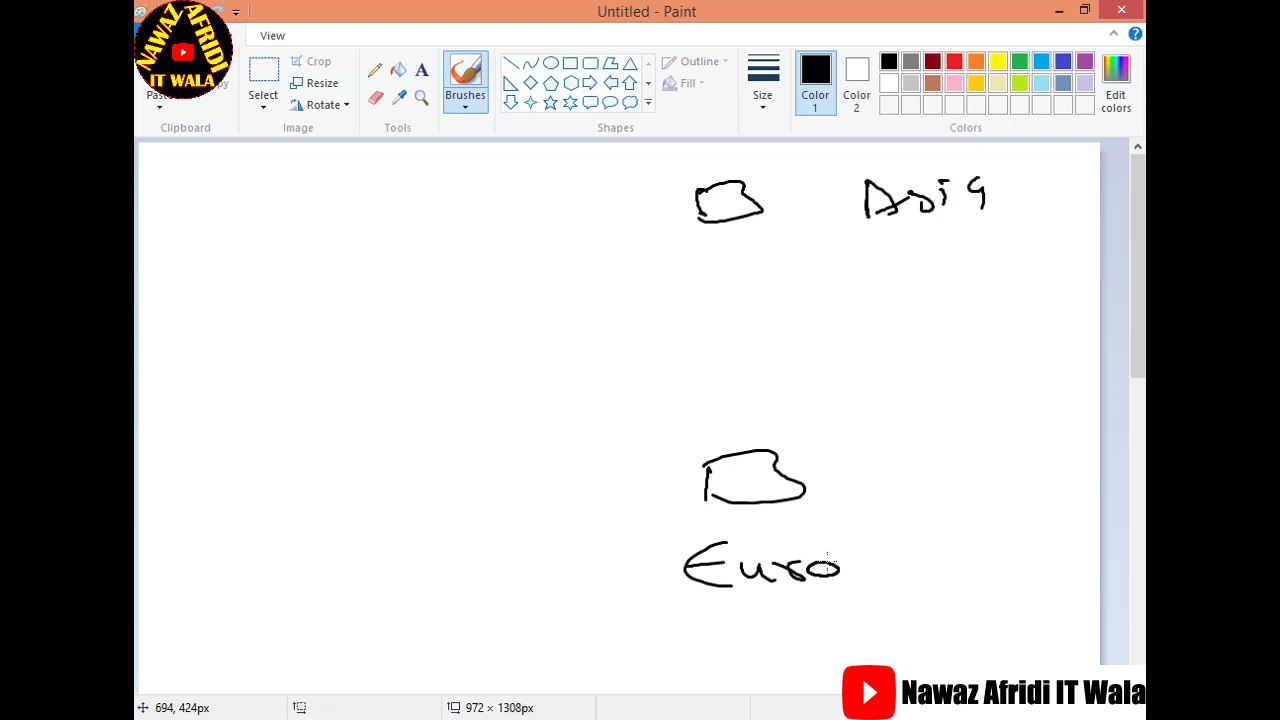 Untitled - Paint
NAWAZ AFRIDI
IT WALA
View
Paste
Select
Crop
Resize
Rotate
Brushes
Outline
Fill
Size
Color 1
Color 2
Edit colors
Clipboard
Image
Tools
Shapes
Colors
Asia
Euro
694, 424px
972 × 1308px
Nawaz Afridi IT Wala